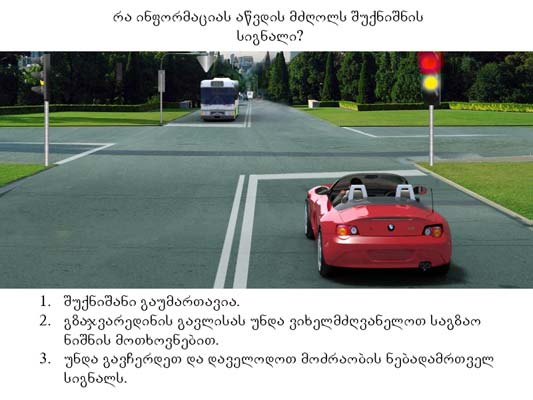 რა ინფორმაციას აწვდის მძღოლს შუქნიშნის
სიგნალი?
1. შუქნიშანი გაუმართავია.
2. გზაჯვარედინის გავლისას უნდა ვიხელმძღვანელოთ საგზაო
ნიშნის მოთხოვნებით.
3. უნდა გავჩერდეთ და დაველოდოთ მოძრაობის ნებადამრთველ
სიგნალს.